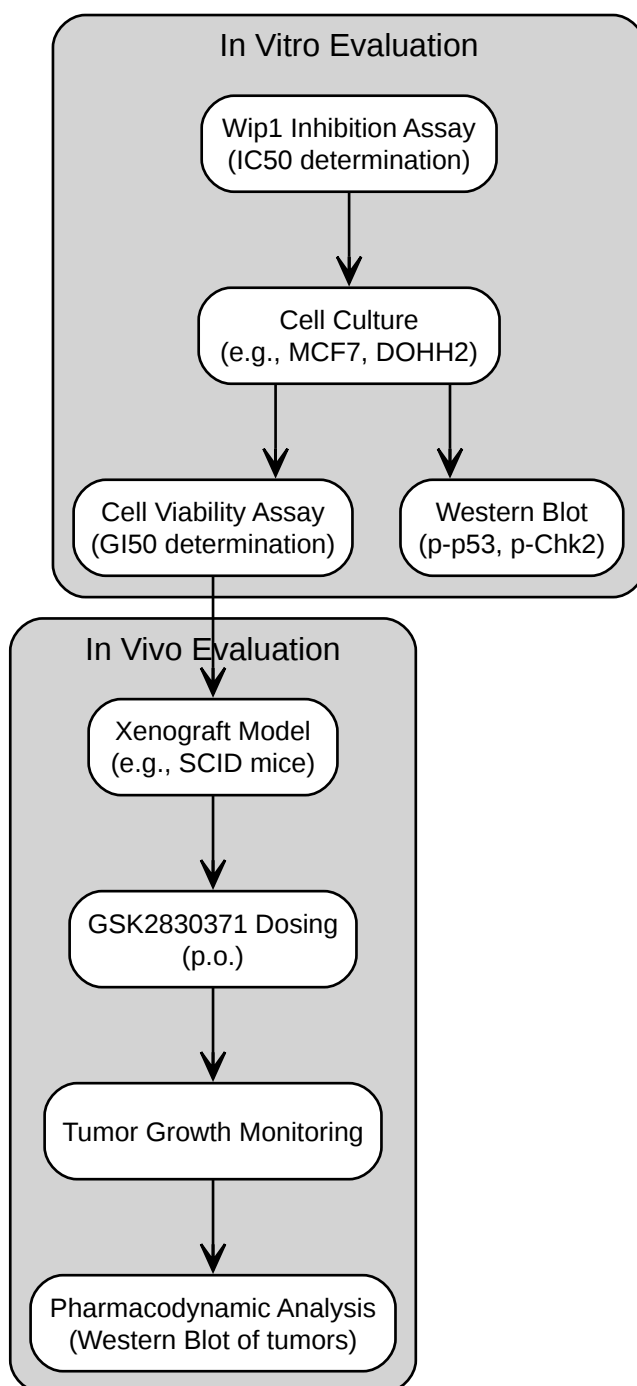 In Vitro Evaluation
Wip1 Inhibition Assay
(IC50 determination)
Cell Culture
(e.g., MCF7, DOHH2)
Cell Viability Assay
(GI50 determination)
Western Blot
(p-p53, p-Chk2)
In Vivo Evaluation
Xenograft Model
(e.g., SCID mice)
GSK2830371 Dosing
(p.o.)
Tumor Growth Monitoring
Pharmacodynamic Analysis
(Western Blot of tumors)